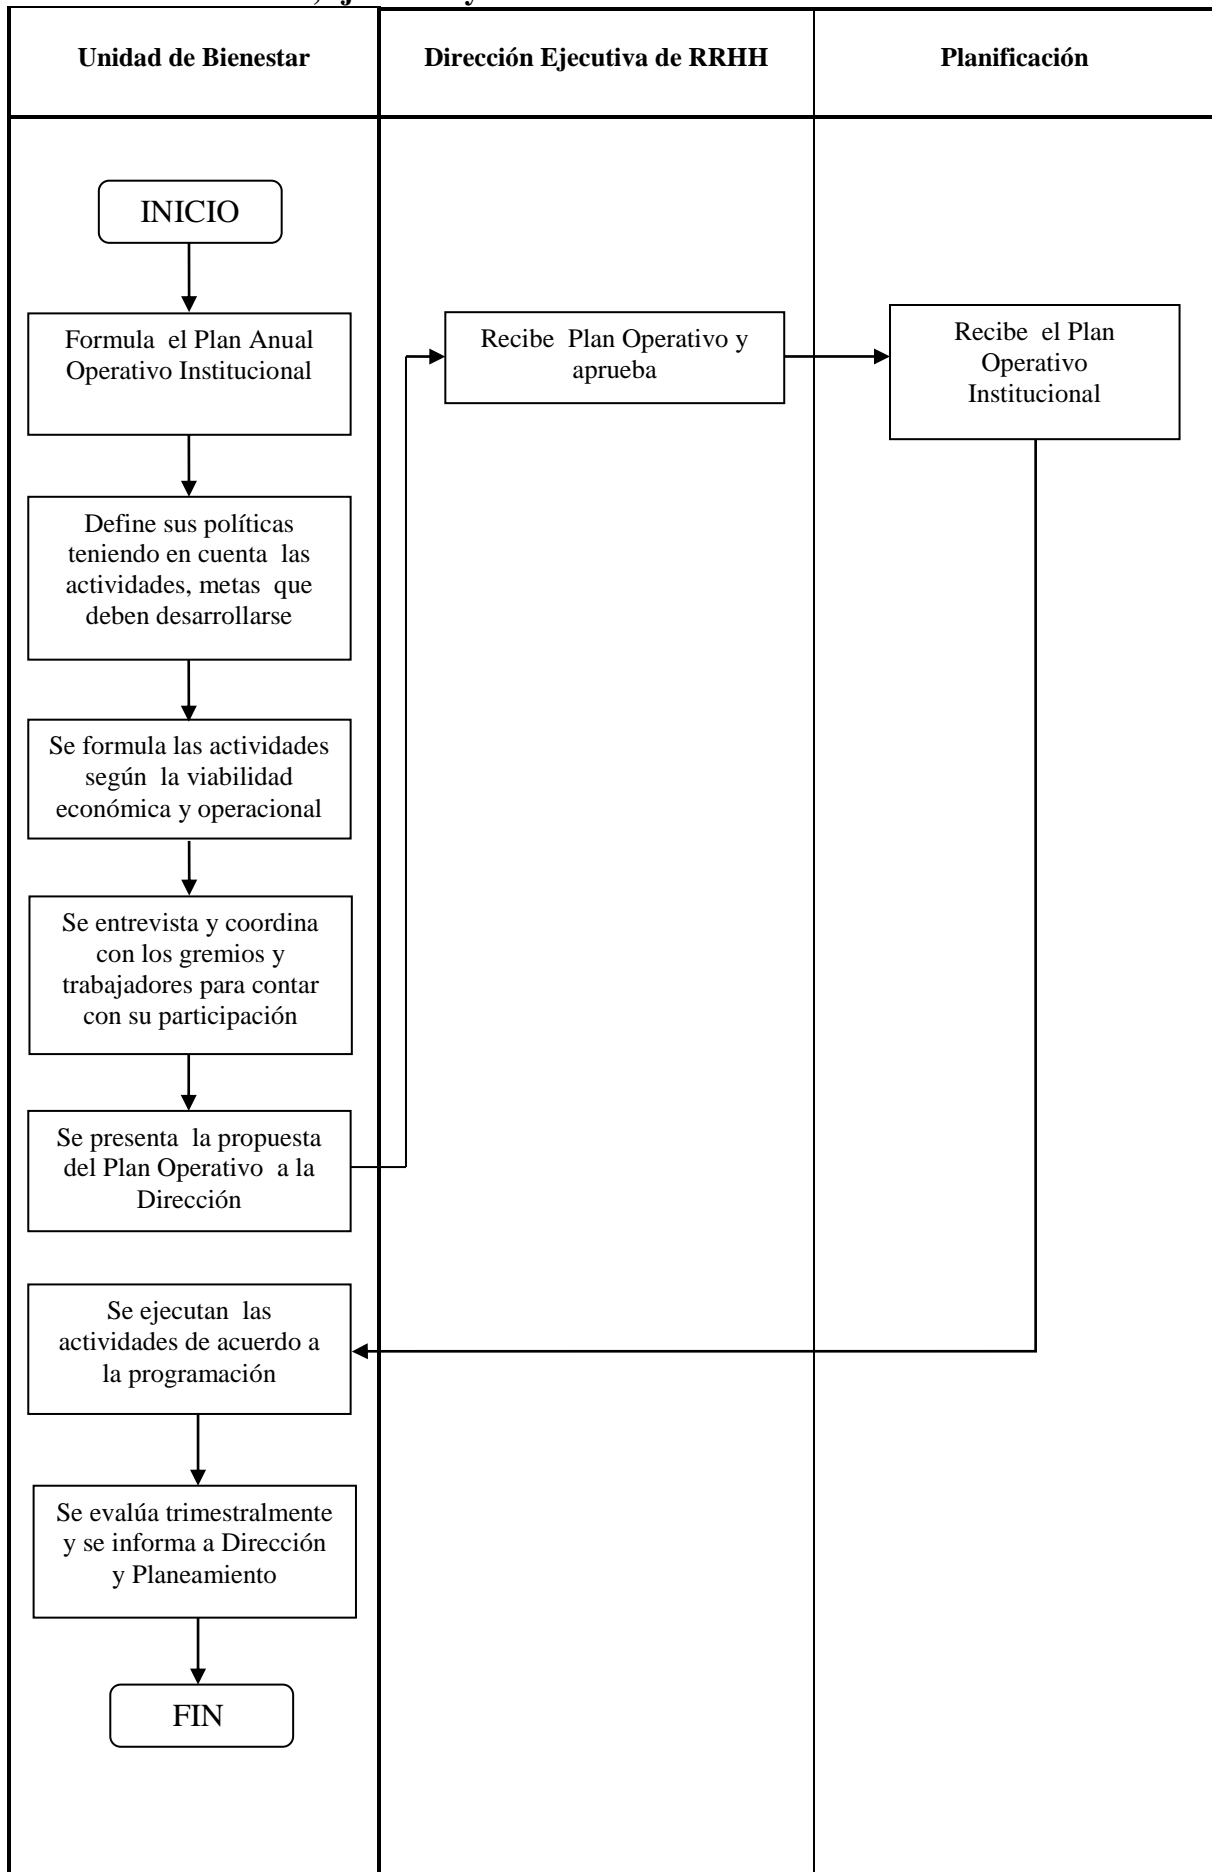 Unidad de Bienestar
Dirección Ejecutiva de RRHH
Planificación
INICIO
Formula el Plan Anual
Operativo Institucional
Define sus políticas
teniendo en cuenta las
actividades, metas que
deben desarrollarse
Se formula las actividades
según la viabilidad
económica y operacional
Se entrevista y coordina
con los gremios y
trabajadores para contar
con su participación
Se presenta la propuesta
del Plan Operativo a la
Dirección
Recibe Plan Operativo y
aprueba
Recibe el Plan
Operativo
Institucional
Se ejecutan las
actividades de acuerdo a
la programación
Se evalúa trimestralmente
y se informa a Dirección
y Planeamiento
FIN